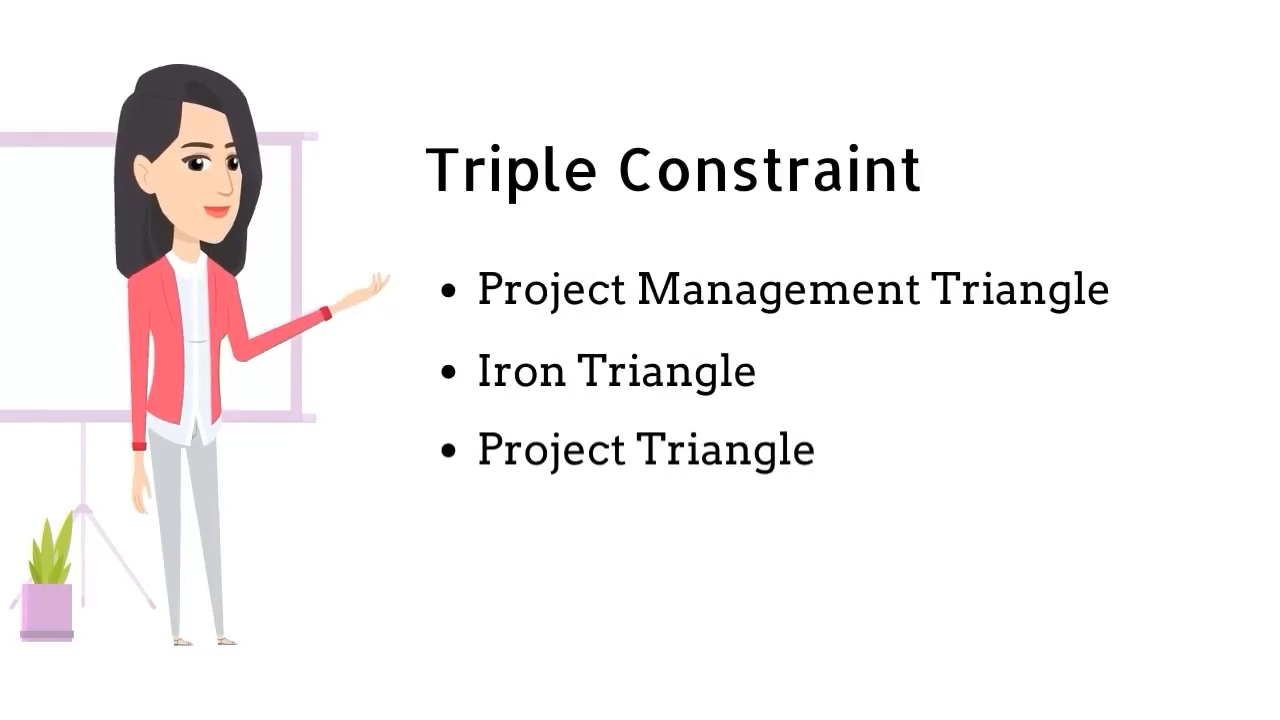 Triple Constraint
• Project Management Triangle
• Iron Triangle
• Project Triangle